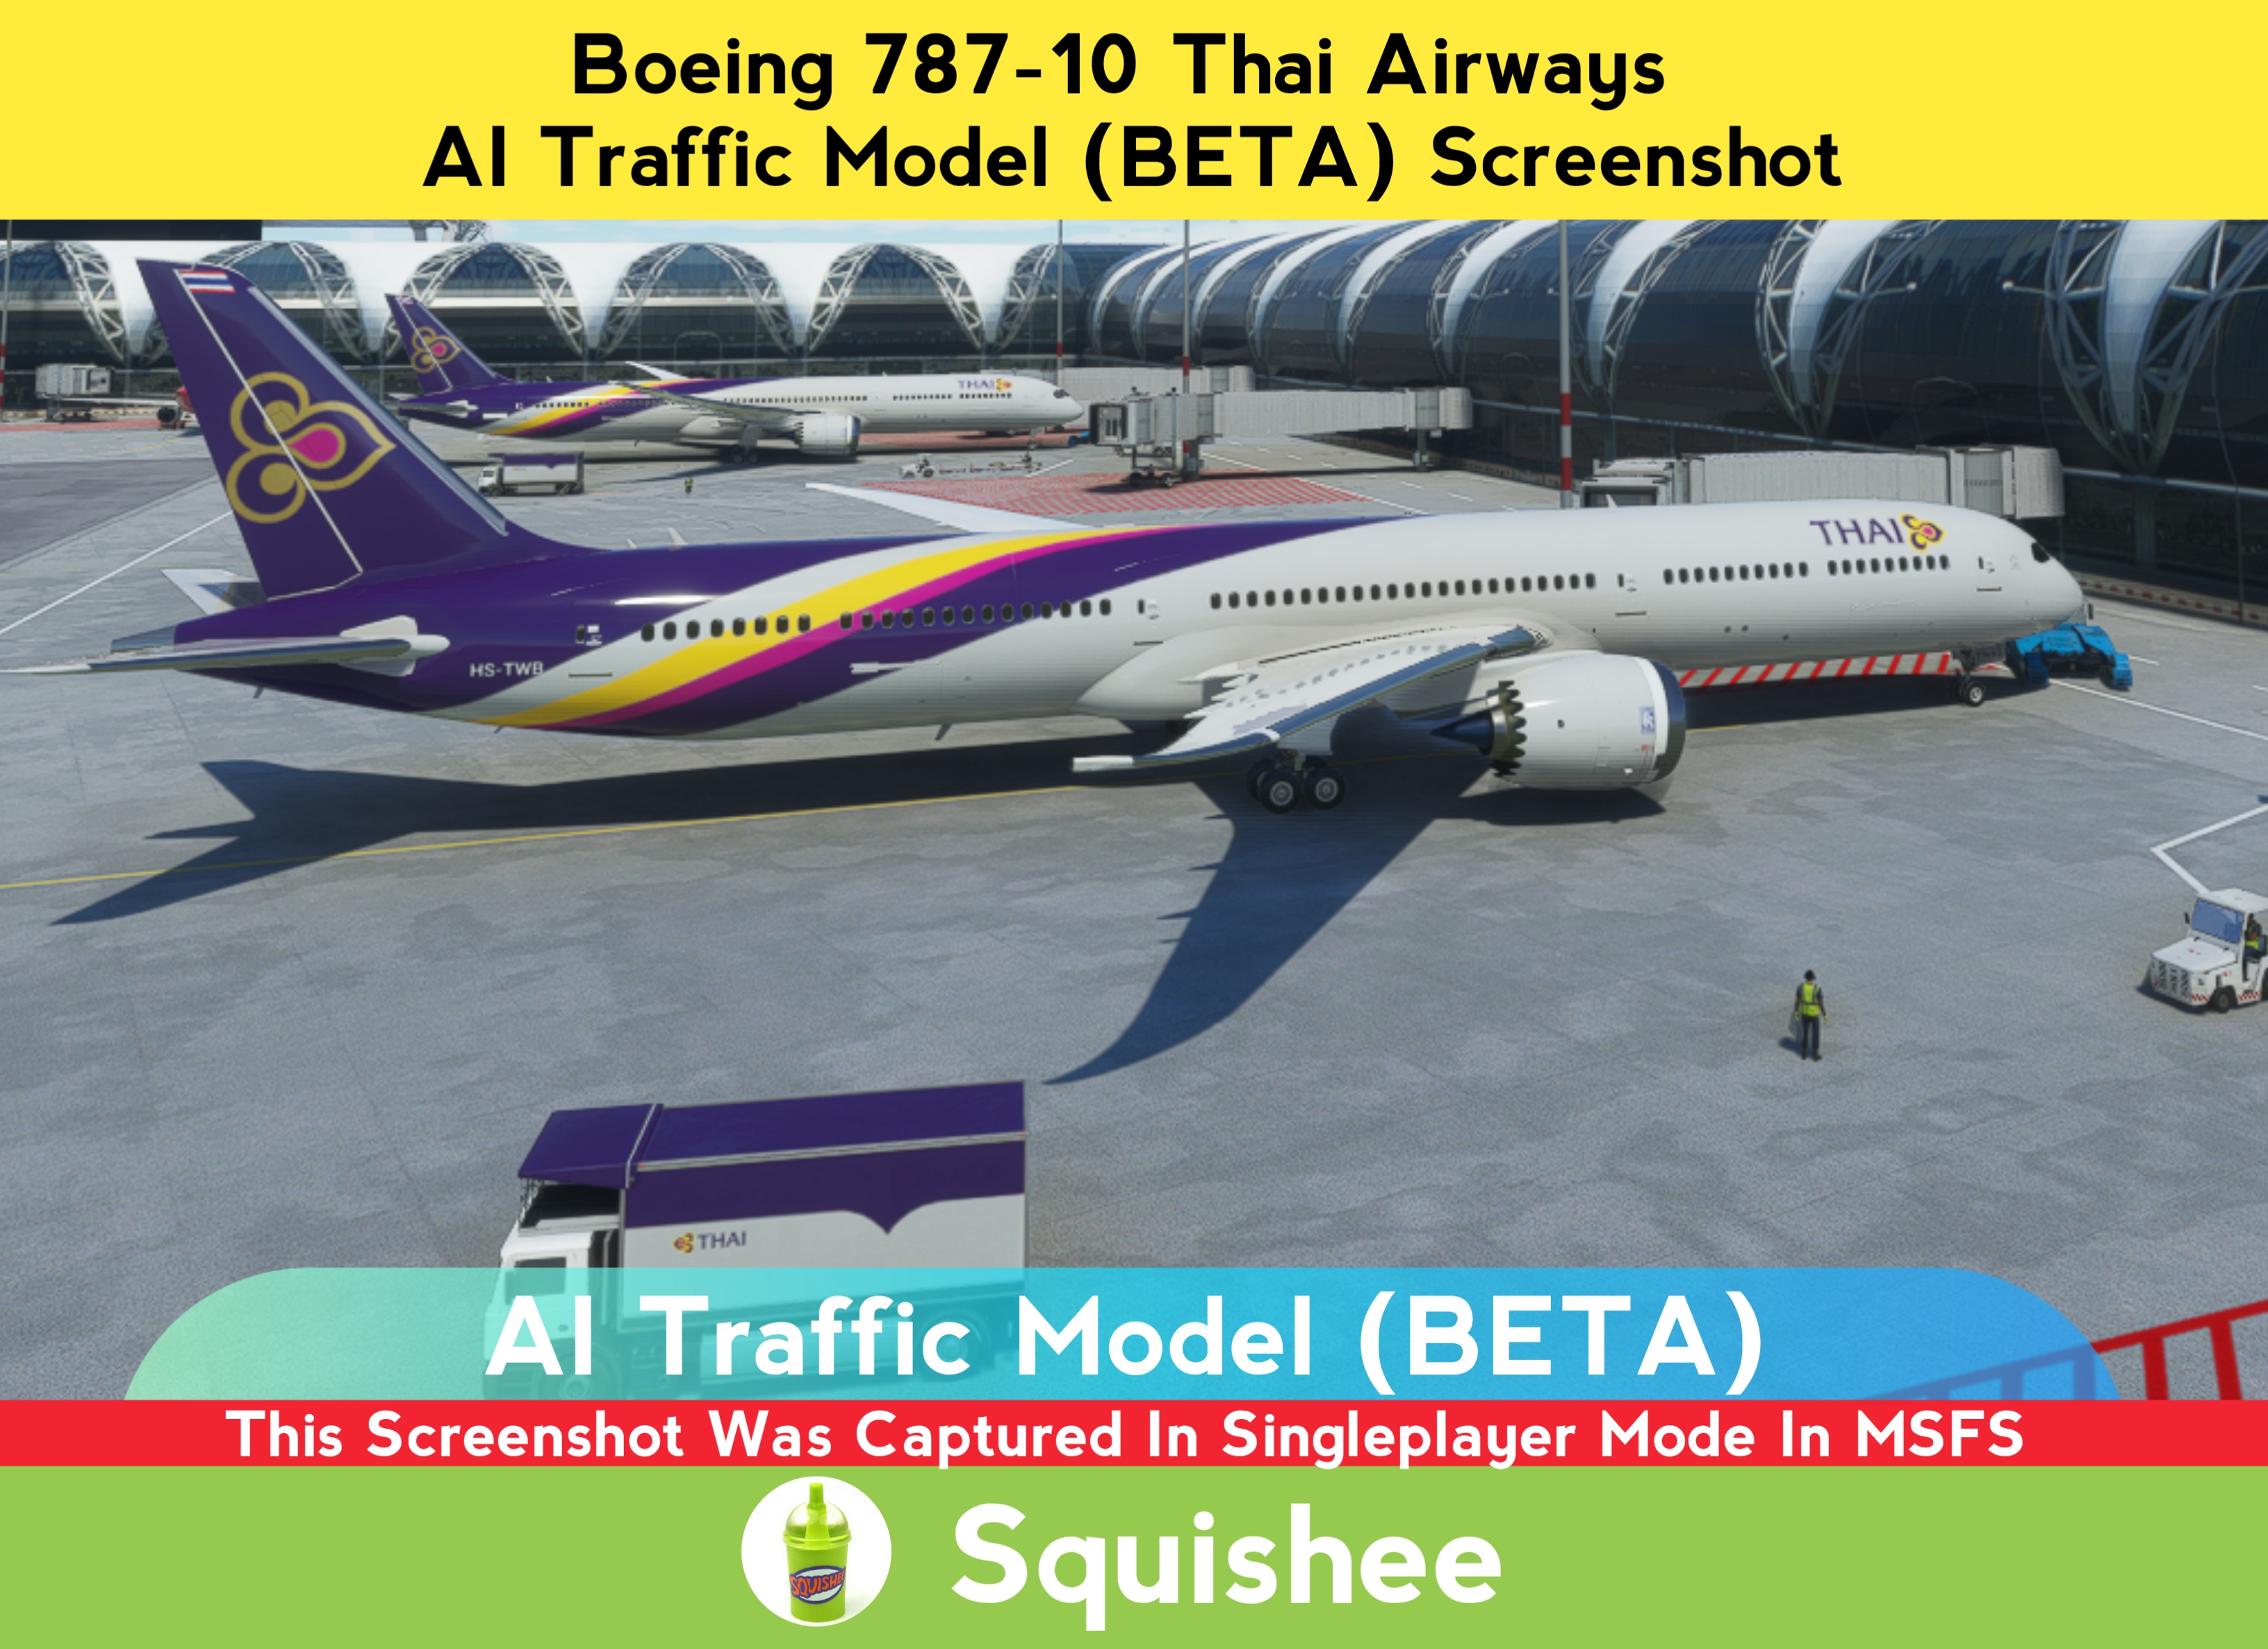 Boeing 787-10 Thai Airways
AI Traffic Model (BETA) Screenshot
THAI
THAI
HS-TWB
THAI
AI Traffic Model (BETA)
This Screenshot Was Captured In Singleplayer Mode In MSFS
SQUISHEE
Squishee